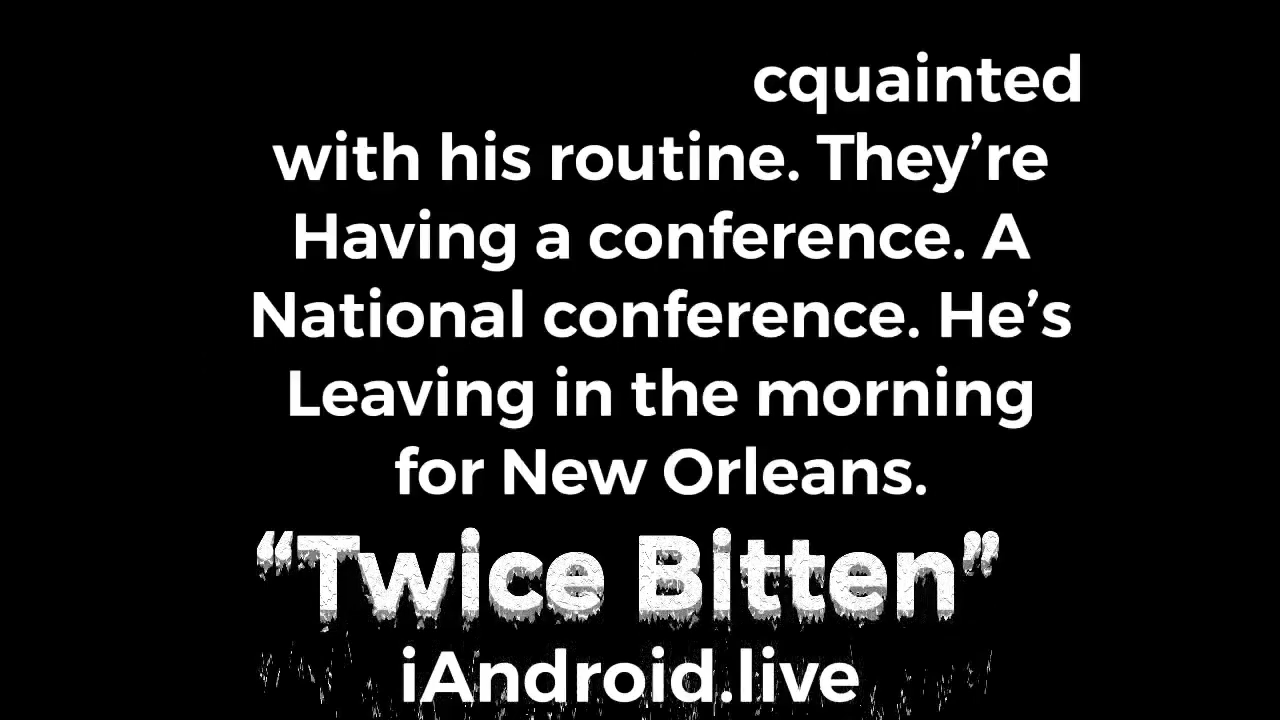 cquainted
with his routine. They’re
Having a conference. A
National conference. He’s
Leaving in the morning
for New Orleans.
“Twice Bitten”
iAndroid.live